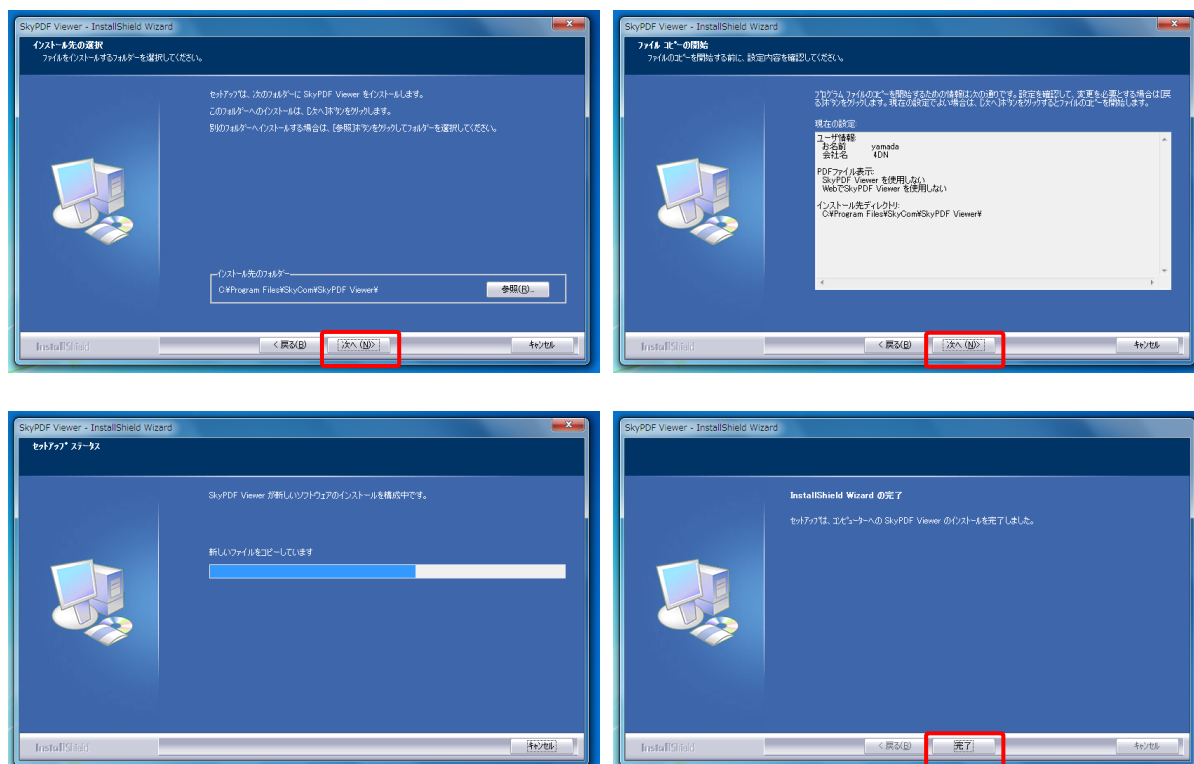 SkyPDF Viewer - InstallShield Wizard
インストール先の選択
ファイルをインストールするフォルダーを選択してください。
セットアップは、次のフォルダーに SkyPDF Viewer をインストールします。
このフォルダーへのインストールは、[次へ]ボタンをクリックします。
別のフォルダーへインストールする場合は、[参照]ボタンをクリックしてフォルダーを選択してください。
インストール先のフォルダー
C:¥Program Files¥SkyCom¥SkyPDF Viewer¥
参照(R)...
InstallShield
< 戻る(B)
次へ (N)>
キャンセル
SkyPDF Viewer - InstallShield Wizard
ファイル コピーの開始
ファイルのコピーを開始する前に、設定内容を確認してください。
プログラム ファイルのコピーを開始するための情報は次の通りです。設定を確認して、変更を必要とする場合は[戻
る]ボタンをクリックします。現在の設定でよい場合は、[次へ]ボタンをクリックするとファイルのコピーを開始します。
現在の設定:
ユーザ情報:
お名前 yamada
会社名 4DN
PDFファイル表示:
SkyPDF Viewer を使用しない
WebでSkyPDF Viewer を使用しない
インストール先ディレクトリ:
C:¥Program Files¥SkyCom¥SkyPDF Viewer¥
InstallShield
< 戻る(B)
次へ (N)>
キャンセル
SkyPDF Viewer - InstallShield Wizard
セットアップ ステータス
SkyPDF Viewer が新しいソフトウェアのインストールを構成中です。
新しいファイルをコピーしています
InstallShield
キャンセル
SkyPDF Viewer - InstallShield Wizard
InstallShield Wizard の完了
セットアップは、コンピューターへの SkyPDF Viewer のインストールを完了しました。
InstallShield
< 戻る(B)
完了
キャンセル